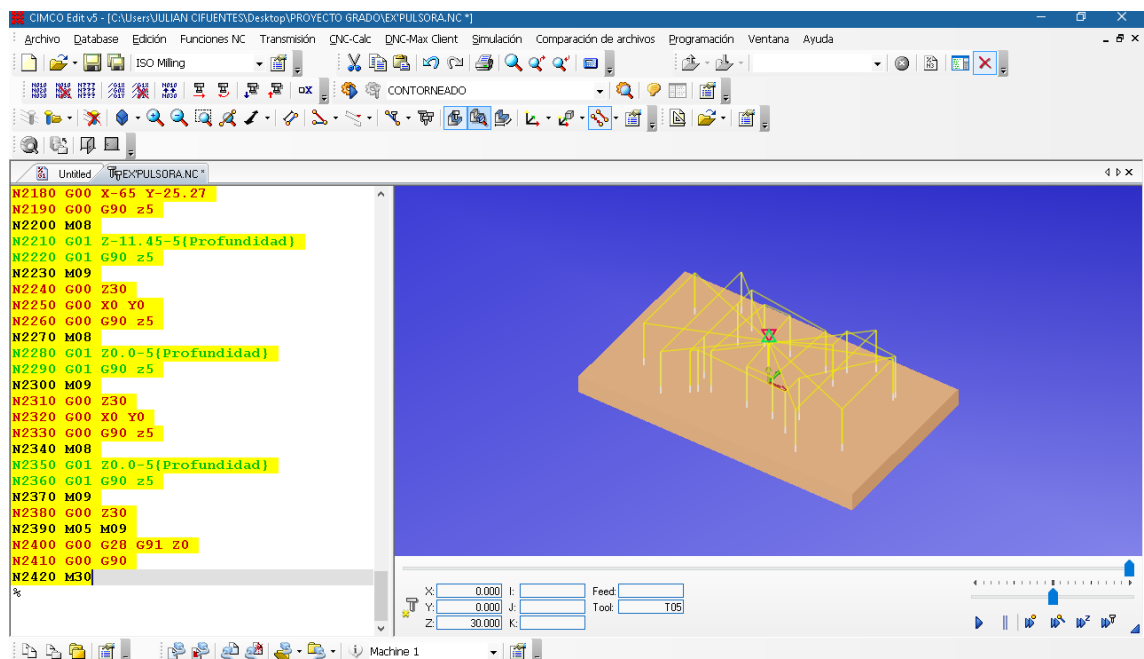 CIMCO Edit v5 - [C:\Users\JULIAN CIFUENTES\Desktop\PROYECTO GRADO\EX'PULSORA.NC *]
Archivo Database Edición Funciones NC Transmisión CNC-Calc DNC-Max Client Simulación Comparación de archivos Programación Ventana Ayuda
ISO Milling
CONTORNEADO
Untitled EX'PULSORA.NC *
N2180 G00 X-65 Y-25.27
N2190 G00 G90 z5
N2200 M08
N2210 G01 Z-11.45-5{Profundidad}
N2220 G01 G90 z5
N2230 M09
N2240 G00 Z30
N2250 G00 X0 Y0
N2260 G00 G90 z5
N2270 M08
N2280 G01 Z0.0-5{Profundidad}
N2290 G01 G90 z5
N2300 M09
N2310 G00 Z30
N2320 G00 X0 Y0
N2330 G00 G90 z5
N2340 M08
N2350 G01 Z0.0-5{Profundidad}
N2360 G01 G90 z5
N2370 M09
N2380 G00 Z30
N2390 M05 M09
N2400 G00 G28 G91 Z0
N2410 G00 G90
N2420 M30
%
X: 0.000 I: Feed:
Y: 0.000 J: Tool: T05
Z: 30.000 K:
Machine 1